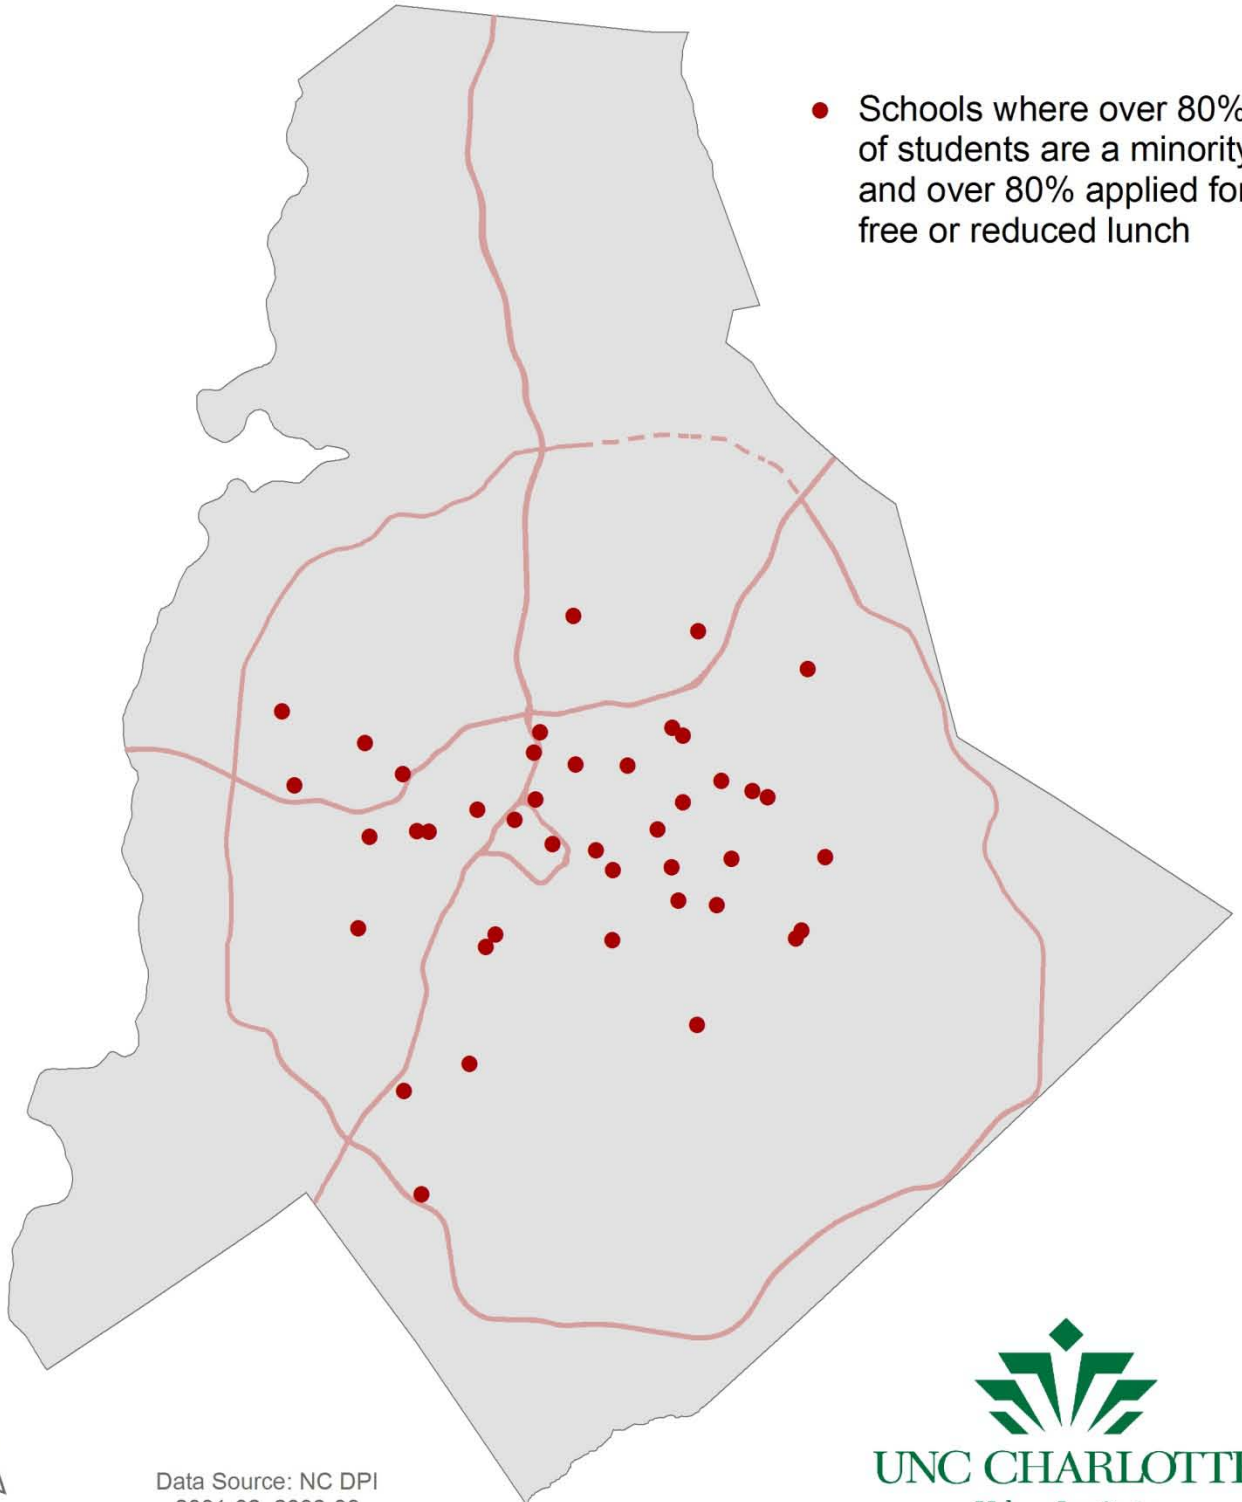 Schools where over 80%
of students are a minority
and over 80% applied for
free or reduced lunch
Data Source: NC DPI
UNC CHARLOTTE